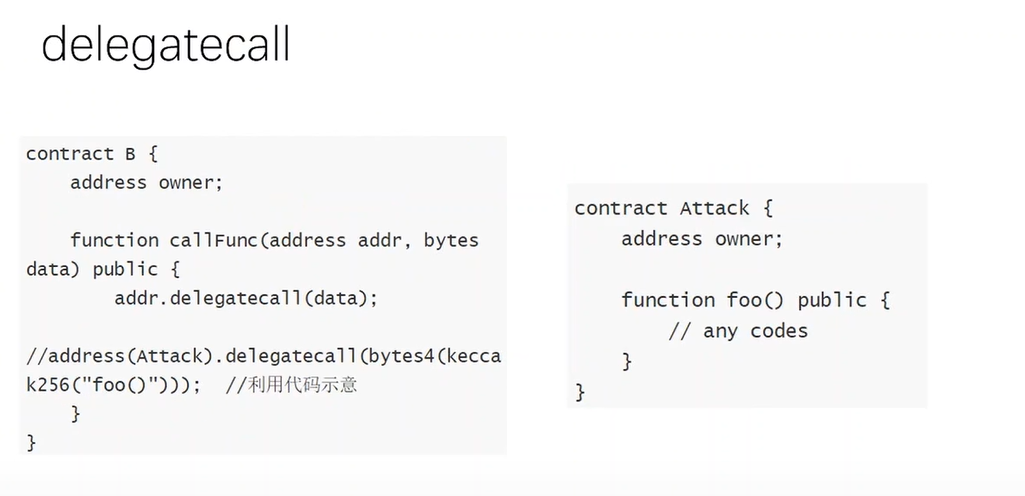 delegatecall
contract B {
    address owner;
    function callFunc(address addr, bytes
data) public {
        addr.delegatecall(data);
//address(Attack).delegatecall(bytes4(kecca
k256("foo()")));  //利用代码示意
    }
}
contract Attack {
    address owner;
    function foo() public {
        // any codes
    }
}